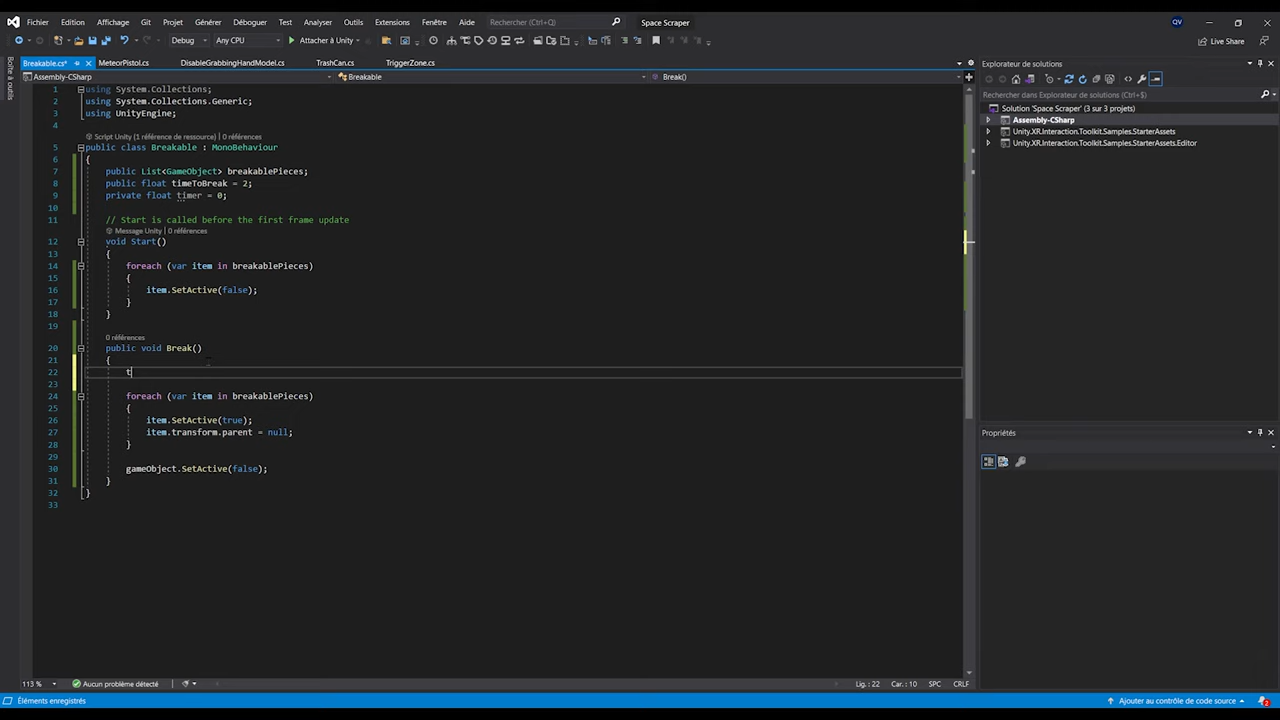 Fichier Edition Affichage Git Projet Générer Déboguer Test Analyser Outils Extensions Fenêtre Aide Rechercher (Ctrl+Q) Space Scraper QV
Debug Any CPU Attacher à Unity Live Share
Boîte à outils
Breakable.cs* MeteorPistol.cs DisableGrabbingHandModel.cs TrashCan.cs TriggerZone.cs
Assembly-CSharp Breakable Break()
1 using System.Collections;
2 using System.Collections.Generic;
3 using UnityEngine;
4
Script Unity (1 référence de ressource) | 0 références
5 public class Breakable : MonoBehaviour
6 {
7 public List<GameObject> breakablePieces;
8 public float timeToBreak = 2;
9 private float timer = 0;
10
11 // Start is called before the first frame update
Message Unity | 0 références
12 void Start()
13 {
14 foreach (var item in breakablePieces)
15 {
16 item.SetActive(false);
17 }
18 }
19
0 références
20 public void Break()
21 {
22 t
23
24 foreach (var item in breakablePieces)
25 {
26 item.SetActive(true);
27 item.transform.parent = null;
28 }
29
30 gameObject.SetActive(false);
31 }
32 }
33
113 % Aucun problème détecté Lig. : 22 Car. : 10 SPC CRLF
Explorateur de solutions
Rechercher dans Explorateur de solutions (Ctrl+$)
Solution 'Space Scraper' (3 sur 3 projets)
Assembly-CSharp
Unity.XR.Interaction.Toolkit.Samples.StarterAssets
Unity.XR.Interaction.Toolkit.Samples.StarterAssets.Editor
Propriétés
Éléments enregistrés Ajouter au contrôle de code source 2